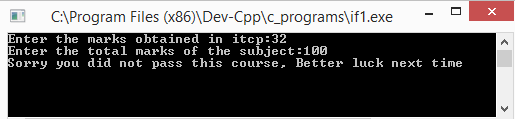 C:\Program Files (x86)\Dev-Cpp\c_programs\if1.exe
Enter the marks obtained in itcp:32
Enter the total marks of the subject:100
Sorry you did not pass this course, Better luck next time